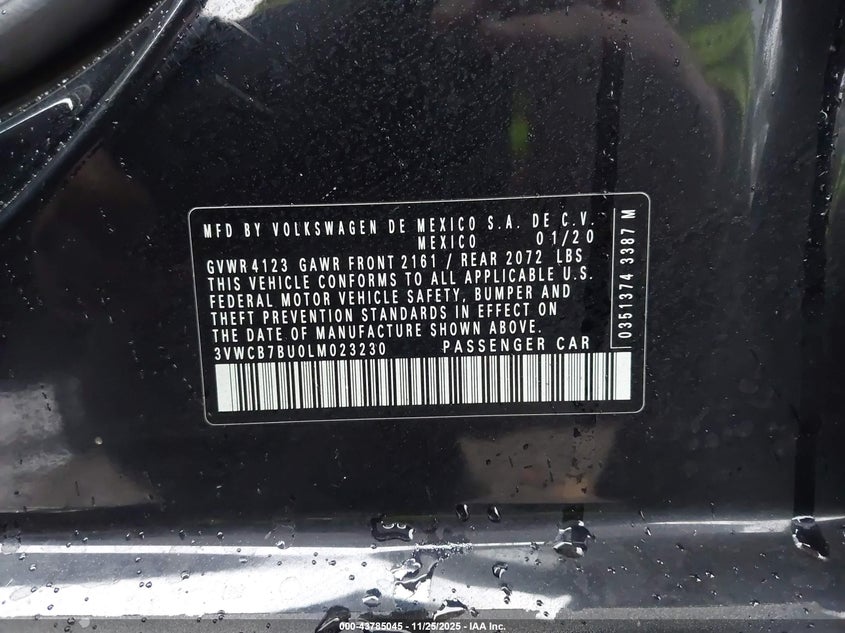 MFD BY VOLKSWAGEN DE MEXICO S.A. DE C.V.
MEXICO 01/20
GVWR 4123 GAWR FRONT 2161 / REAR 2072 LBS
THIS VEHICLE CONFORMS TO ALL APPLICABLE U.S.
FEDERAL MOTOR VEHICLE SAFETY, BUMPER AND
THEFT PREVENTION STANDARDS IN EFFECT ON
THE DATE OF MANUFACTURE SHOWN ABOVE.
3VWCB7BU0LM023230 PASSENGER CAR
0351374 3387 M
000-43785045 - 11/25/2025 - IAA Inc.